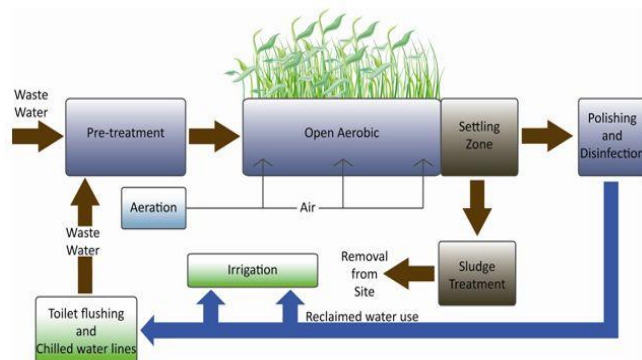 Waste
Water
Pre-treatment
Open Aerobic
Settling
Zone
Polishing
and
Disinfection
Aeration
Air
Waste
Water
Irrigation
Removal
from
Site
Sludge
Treatment
Toilet flushing
and
Chilled water lines
Reclaimed water use